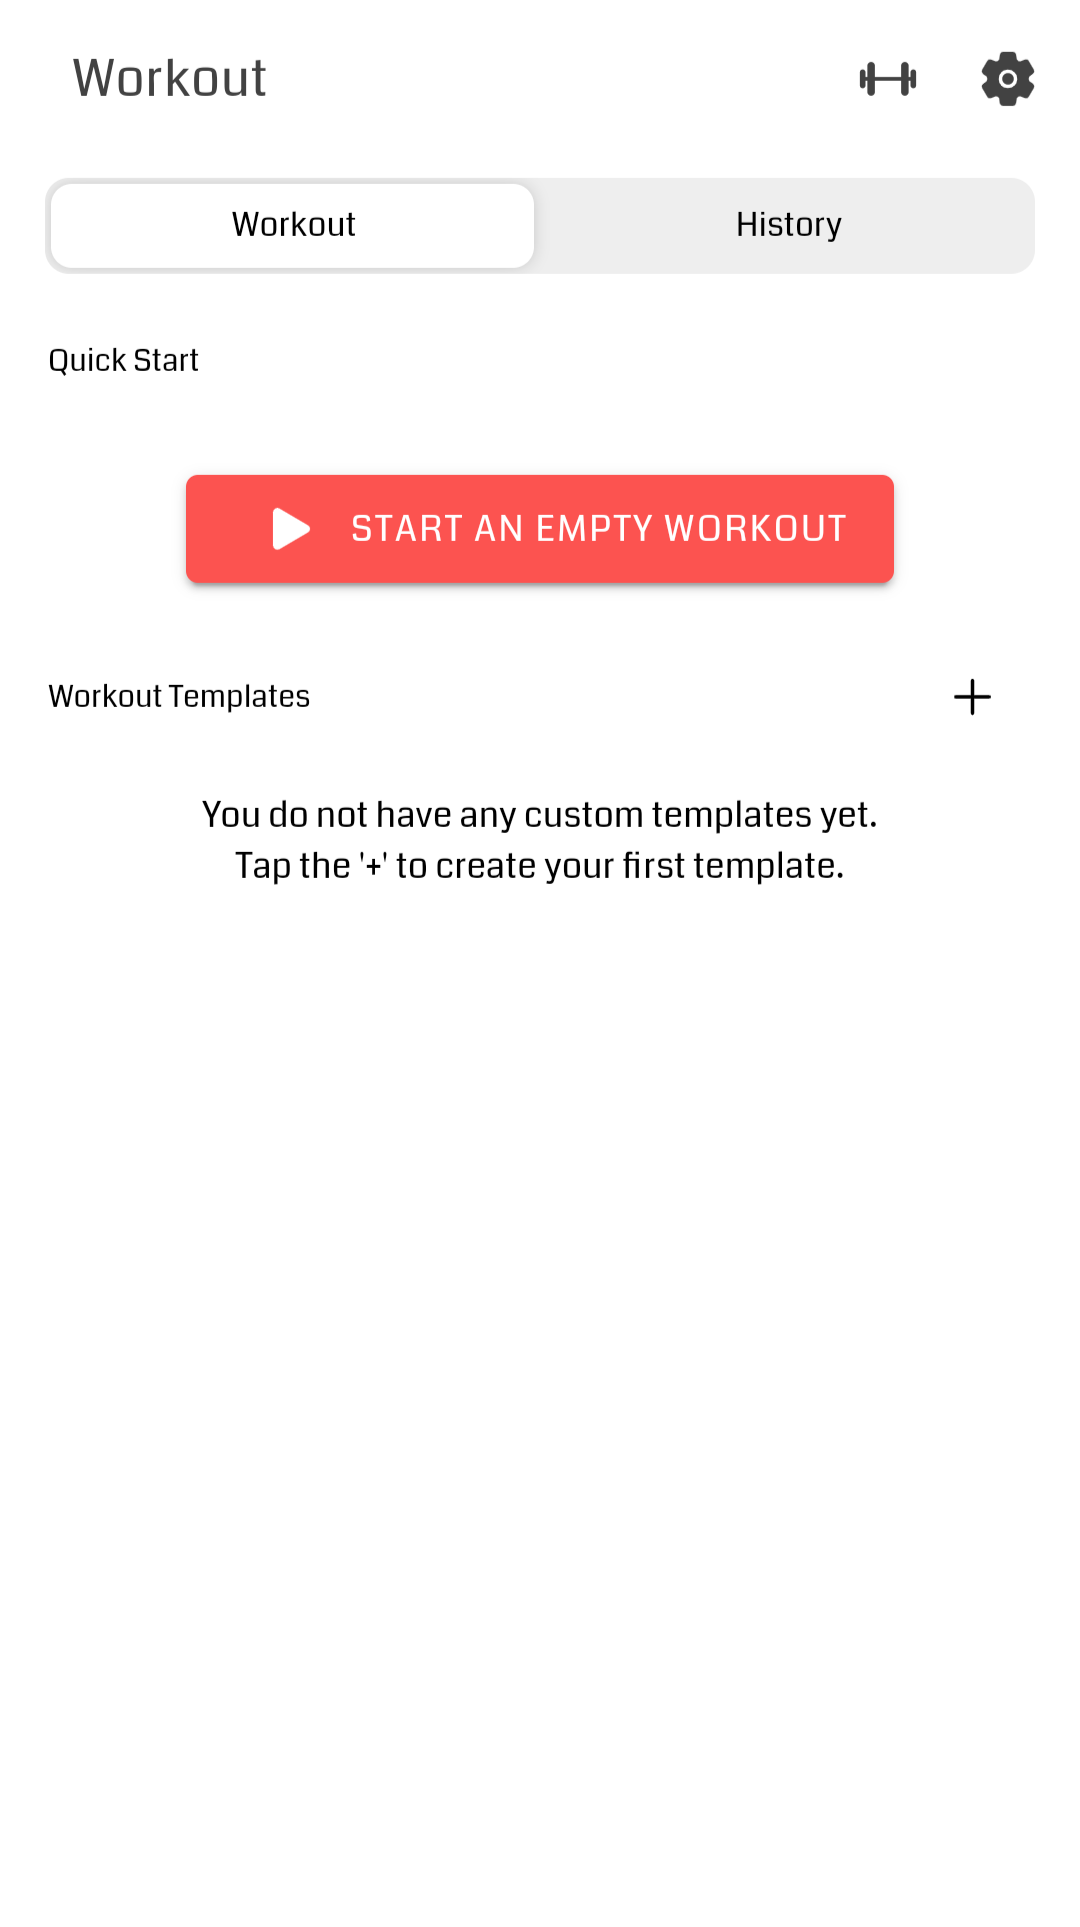 Workout
Workout
History
Quick Start
START AN EMPTY WORKOUT
Workout Templates
You do not have any custom templates yet.
Tap the '+' to create your first template.